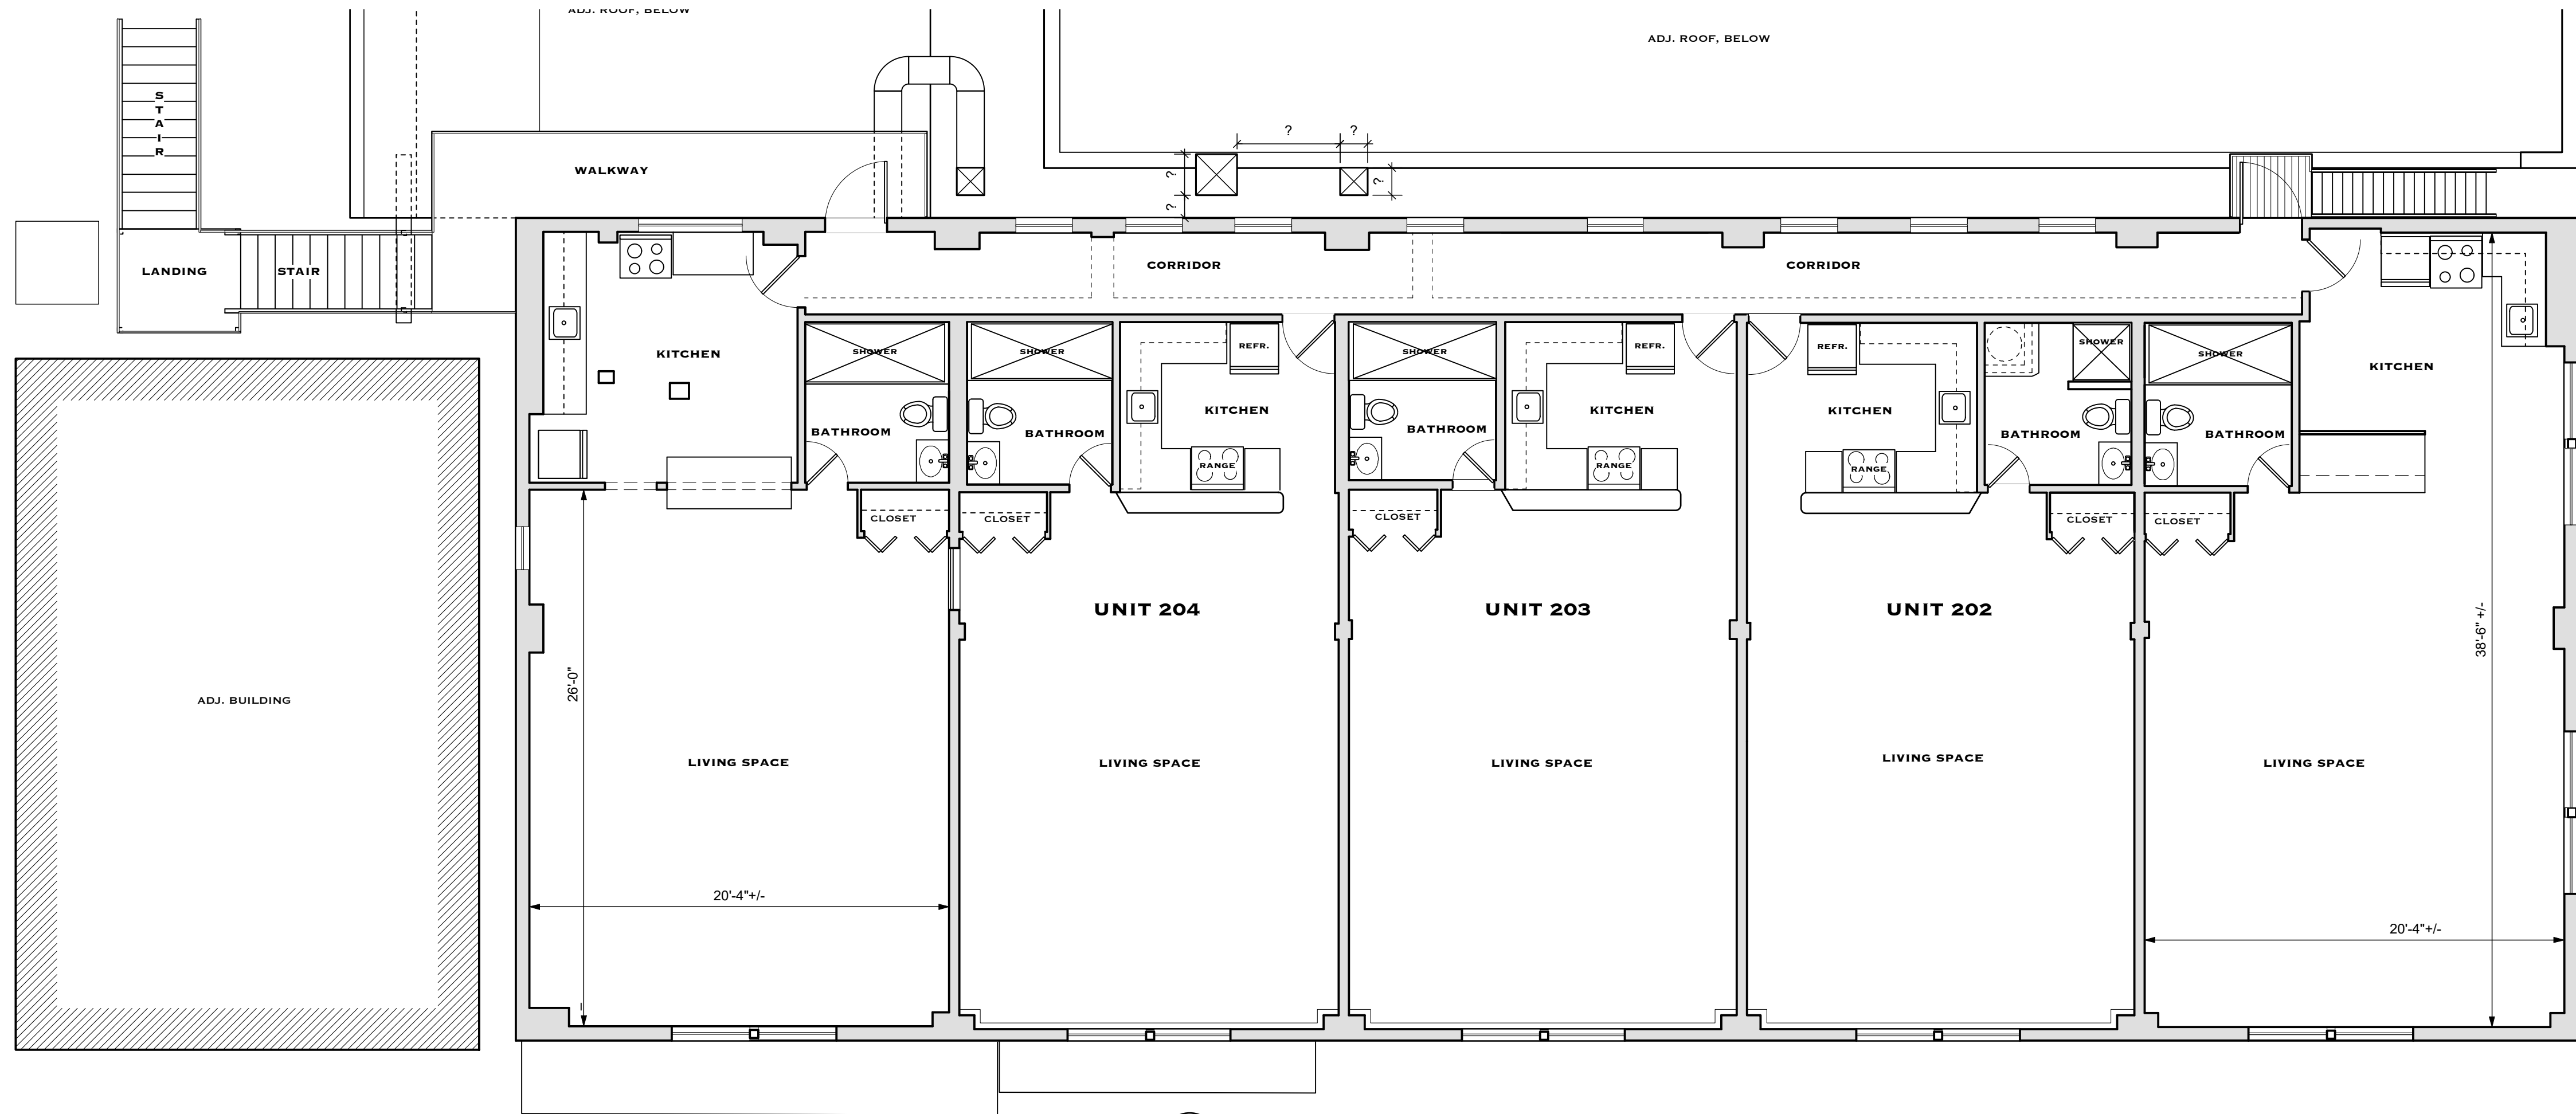 ADJ. ROOF, BELOW
ADJ. ROOF, BELOW
S
T
A
I
R
WALKWAY
?
?
?
?
?
LANDING
STAIR
CORRIDOR
CORRIDOR
KITCHEN
SHOWER
SHOWER
REFR.
SHOWER
REFR.
REFR.
SHOWER
SHOWER
KITCHEN
BATHROOM
BATHROOM
KITCHEN
RANGE
BATHROOM
KITCHEN
RANGE
KITCHEN
RANGE
BATHROOM
BATHROOM
CLOSET
CLOSET
CLOSET
CLOSET
CLOSET
UNIT 204
UNIT 203
UNIT 202
38'-6" +/-
26'-0"
ADJ. BUILDING
LIVING SPACE
LIVING SPACE
LIVING SPACE
LIVING SPACE
LIVING SPACE
20'-4"+/-
20'-4"+/-